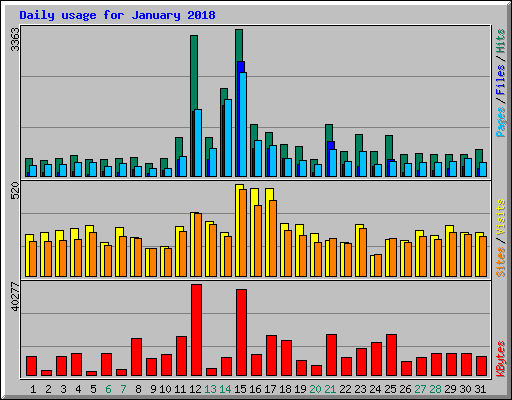 Daily usage for January 2018
3363
Pages / Files / Hits
520
Sites / Visits
40277
KBytes
1 2 3 4 5 6 7 8 9 10 11 12 13 14 15 16 17 18 19 20 21 22 23 24 25 26 27 28 29 30 31